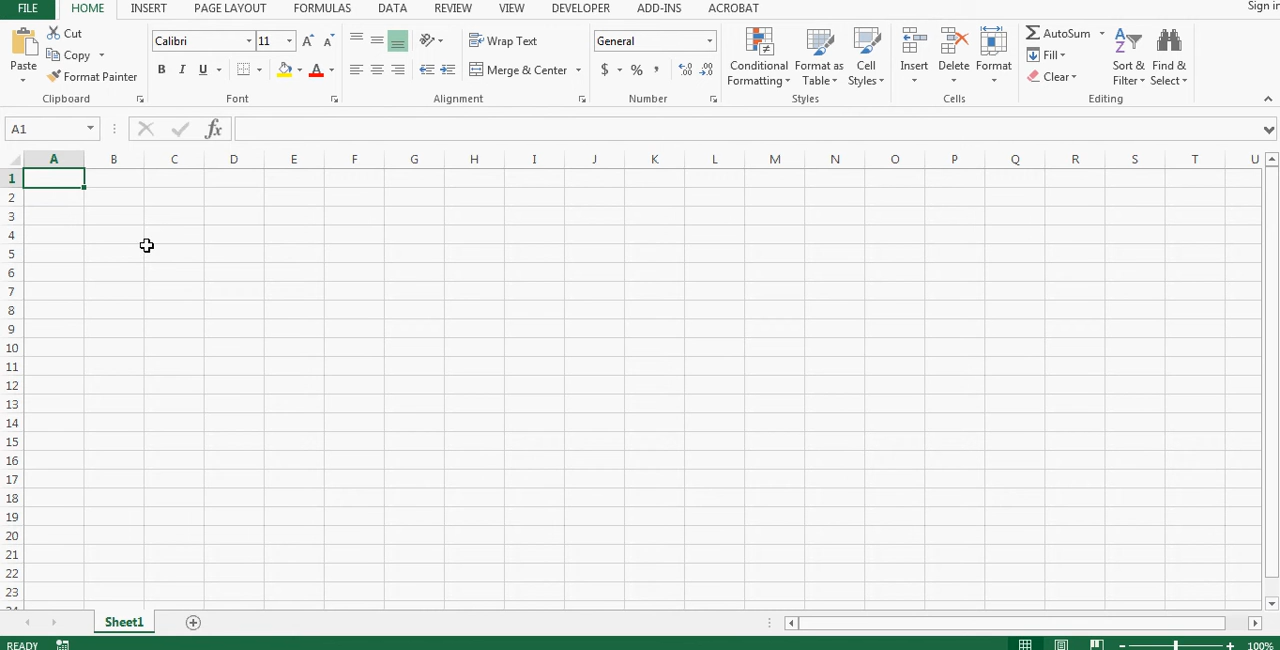 FILE HOME INSERT PAGE LAYOUT FORMULAS DATA REVIEW VIEW DEVELOPER ADD-INS ACROBAT
Paste
Cut
Copy
Format Painter
Clipboard
Calibri 11
B I U
Font
Wrap Text
Merge & Center
Alignment
General
$ % ,
Number
Conditional
Formatting
Format as
Table
Cell
Styles
Styles
Insert
Delete
Format
Cells
AutoSum
Fill
Clear
Sort &
Filter
Find &
Select
Editing
A1 fx
A B C D E F G H I J K L M N O P Q R S T U
1
2
3
4
5
6
7
8
9
10
11
12
13
14
15
16
17
18
19
20
21
22
23
Sheet1
READY 100%